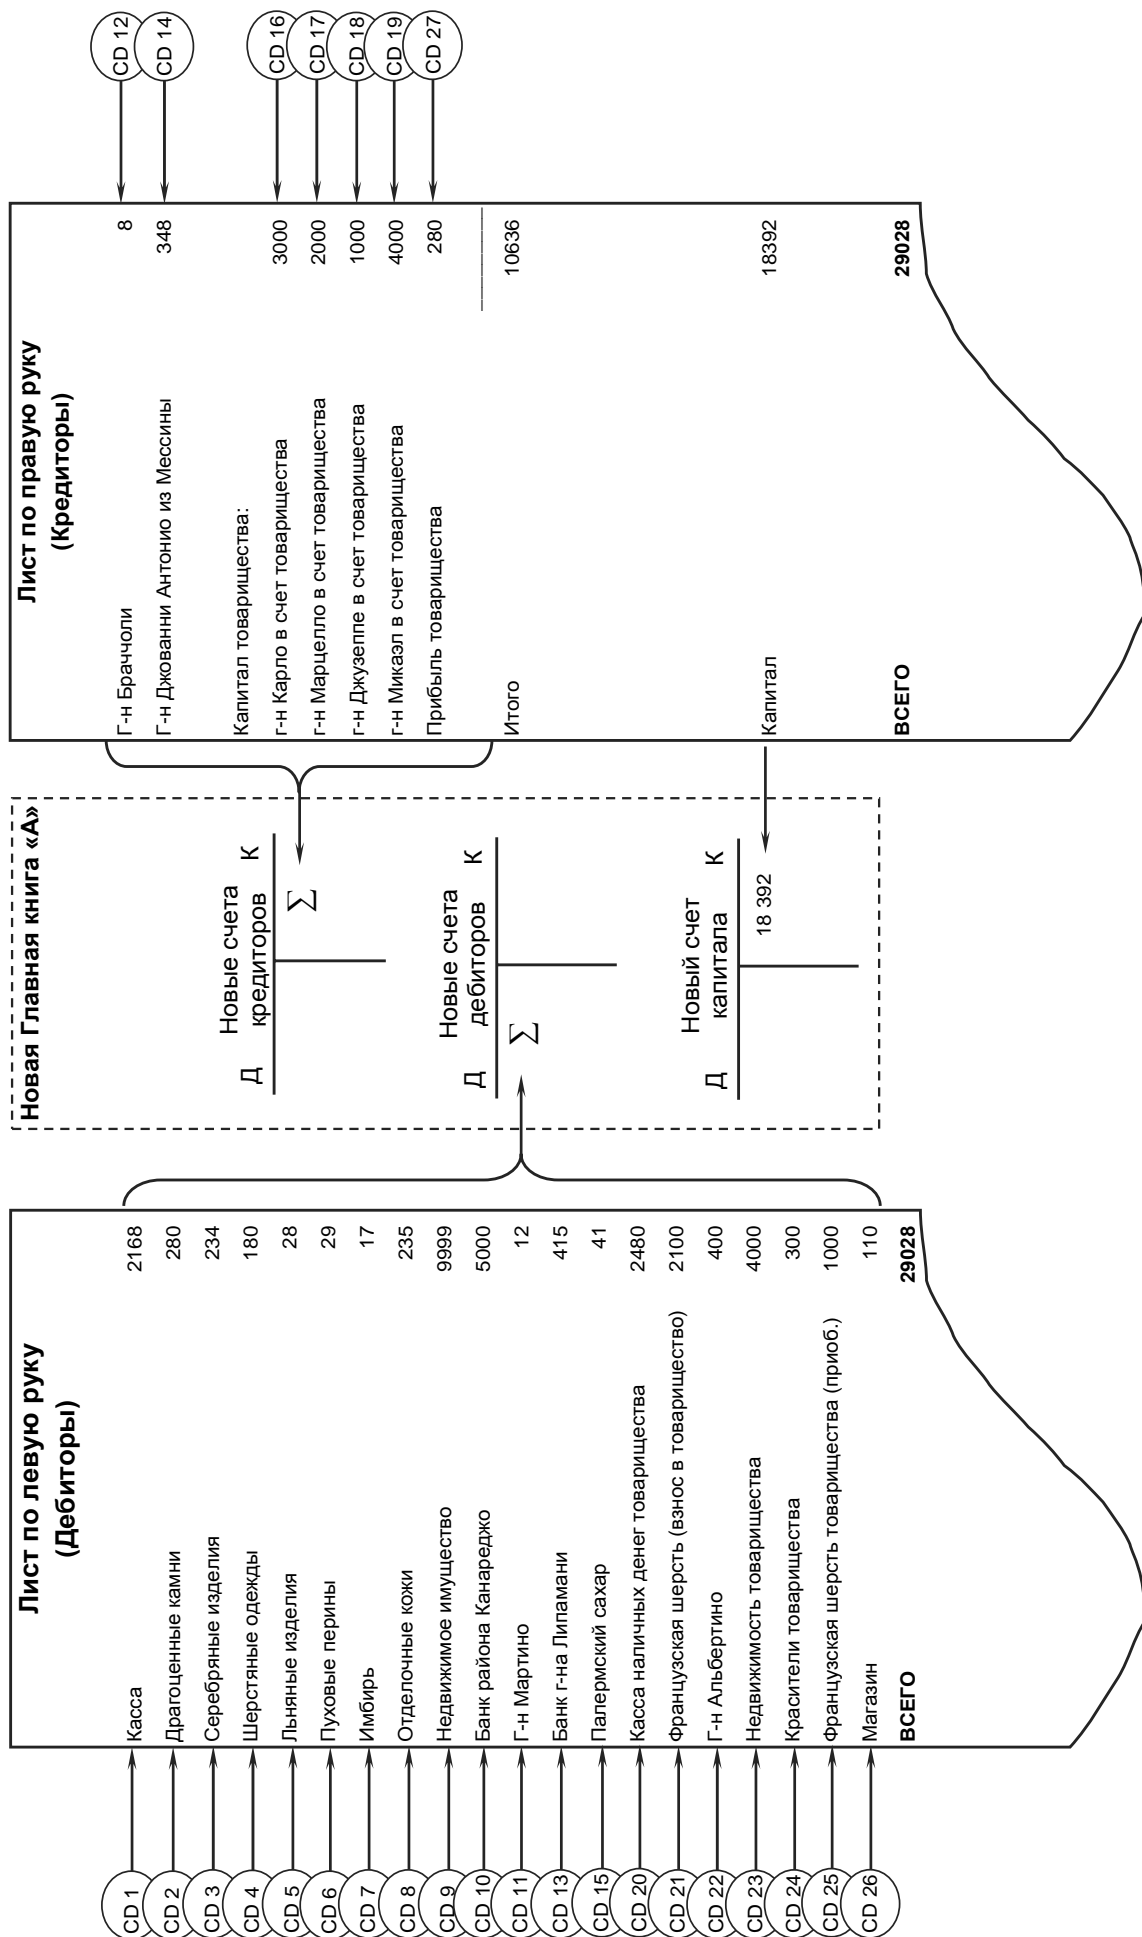 Лист по левую руку
(Дебиторы)
CD 1 Касса 2168
CD 2 Драгоценные камни 280
CD 3 Серебряные изделия 234
CD 4 Шерстяные одежды 180
CD 5 Льняные изделия 28
CD 6 Пуховые перины 29
CD 7 Имбирь 17
CD 8 Отделочные кожи 235
CD 9 Недвижимое имущество 9999
CD 10 Банк района Канареджо 5000
CD 11 Г-н Мартино 12
CD 13 Банк г-на Липамани 415
CD 15 Палермский сахар 41
CD 20 Касса наличных денег товарищества 2480
CD 21 Французская шерсть (взнос в товарищество) 2100
CD 22 Г-н Альбертино 400
CD 23 Недвижимость товарищества 4000
CD 24 Красители товарищества 300
CD 25 Французская шерсть товарищества (приоб.) 1000
CD 26 Магазин 110
ВСЕГО 29028
Новая Главная книга «А»
Новые счета
Д кредиторов К
Σ
Новые счета
Д дебиторов К
Σ
Новый счет
Д капитала К
18 392
Лист по правую руку
(Кредиторы)
Г-н Браччоли 8 CD 12
Г-н Джованни Антонио из Мессины 348 CD 14
Капитал товарищества:
г-н Карло в счет товарищества 3000 CD 16
г-н Марцелло в счет товарищества 2000 CD 17
г-н Джузеппе в счет товарищества 1000 CD 18
г-н Микаэл в счет товарищества 4000 CD 19
Прибыль товарищества 280 CD 27
Итого 10636
Капитал 18392
ВСЕГО 29028